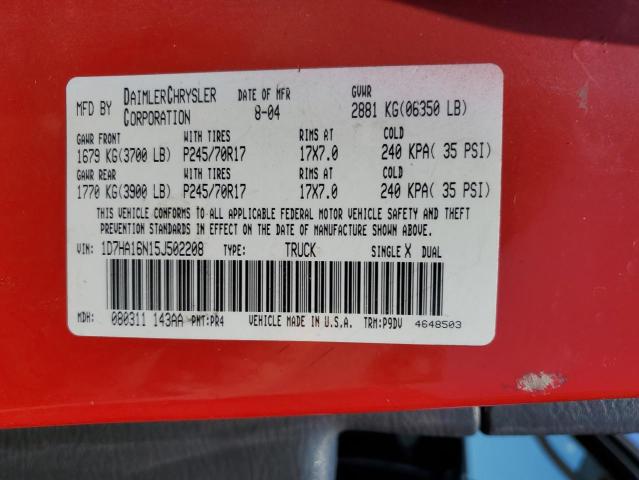 MFD BY DAIMLERCHRYSLER CORPORATION DATE OF MFR 8-04 GVWR 2881 KG(06350 LB)
GAWR FRONT WITH TIRES RIMS AT COLD
1679 KG(3700 LB) P245/70R17 17X7.0 240 KPA( 35 PSI)
GAWR REAR WITH TIRES RIMS AT COLD
1770 KG(3900 LB) P245/70R17 17X7.0 240 KPA( 35 PSI)
THIS VEHICLE CONFORMS TO ALL APPLICABLE FEDERAL MOTOR VEHICLE SAFETY AND THEFT
PREVENTION STANDARDS IN EFFECT ON THE DATE OF MANUFACTURE SHOWN ABOVE.
VIN: 1D7HA16N15J502208 TYPE: TRUCK SINGLE X DUAL
MDH: 080311 143AA PNT:PR4 VEHICLE MADE IN U.S.A. TRM:P9DV 4648503